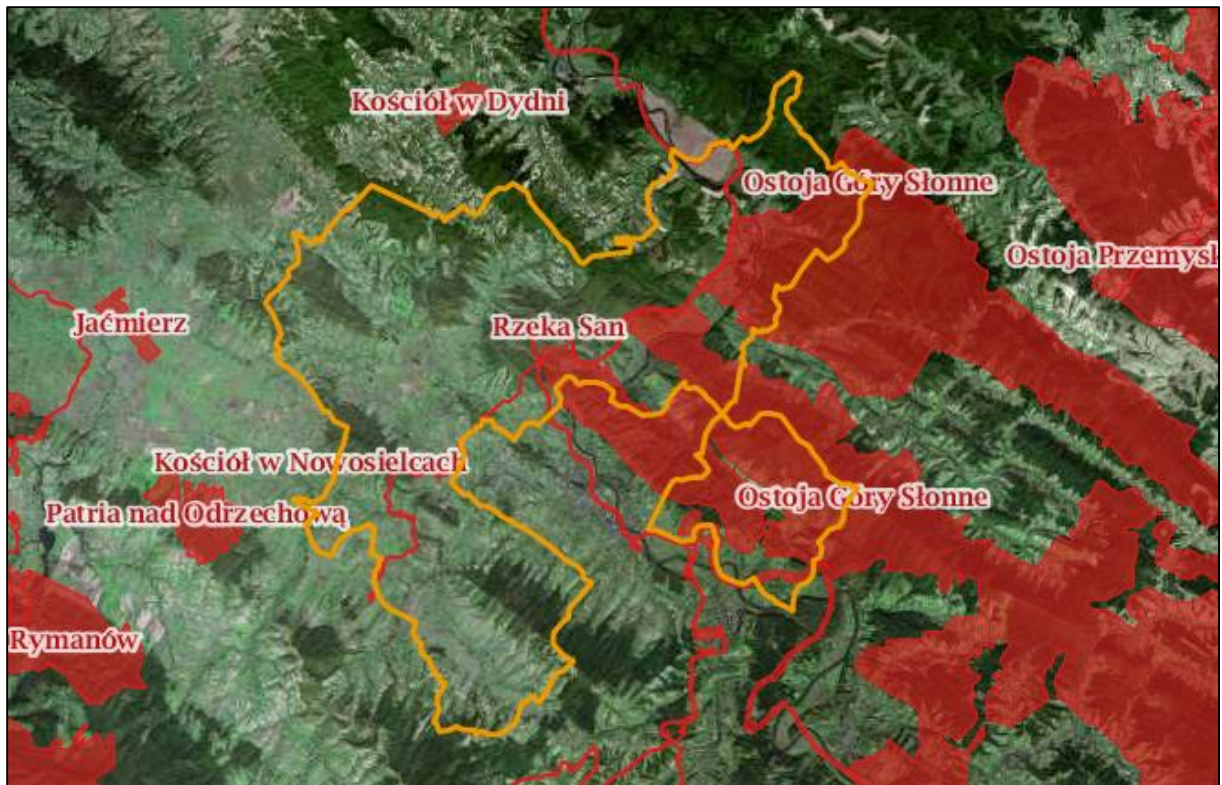 Kościół w Dydni
Ostoja Góry Słonne
Ostoja Przemysk
Jaćmierz
Rzeka San
Kościół w Nowosielcach
Patria nad Odrzechową
Ostoja Góry Słonne
Rymanów